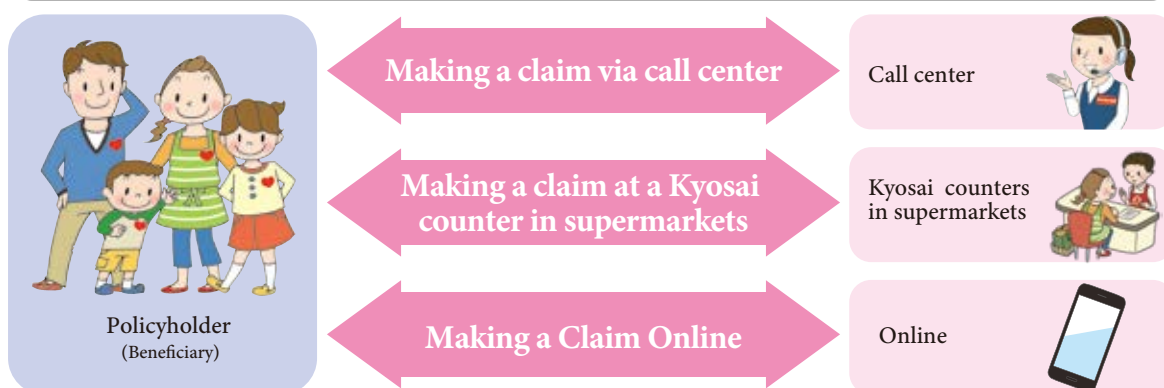 Policyholder
(Beneficiary)
Making a claim via call center
Call center
Making a claim at a Kyosai
counter in supermarkets
Kyosai counters
in supermarkets
Making a Claim Online
Online